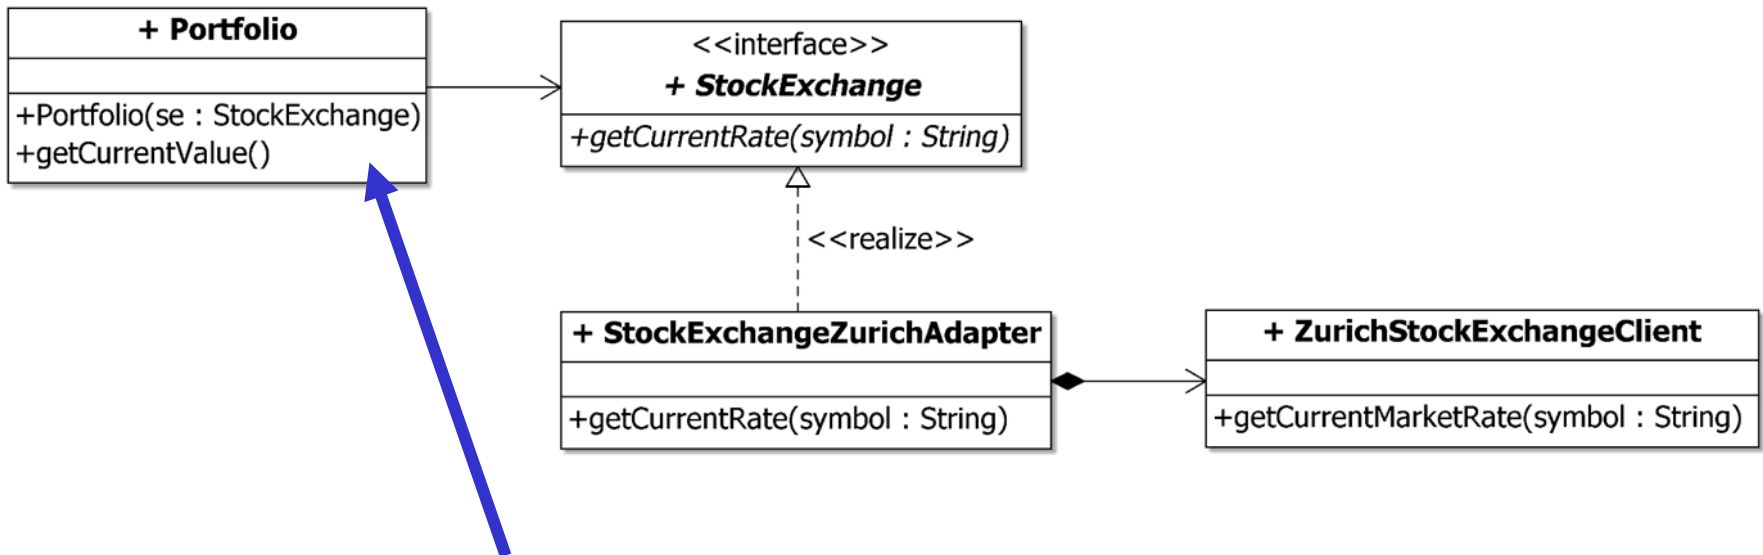 + Portfolio
+Portfolio(se : StockExchange)
+getCurrentValue()
<<interface>>
+ StockExchange
+getCurrentRate(symbol : String)
<<realize>>
+ StockExchangeZurichAdapter
+getCurrentRate(symbol : String)
+ ZurichStockExchangeClient
+getCurrentMarketRate(symbol : String)